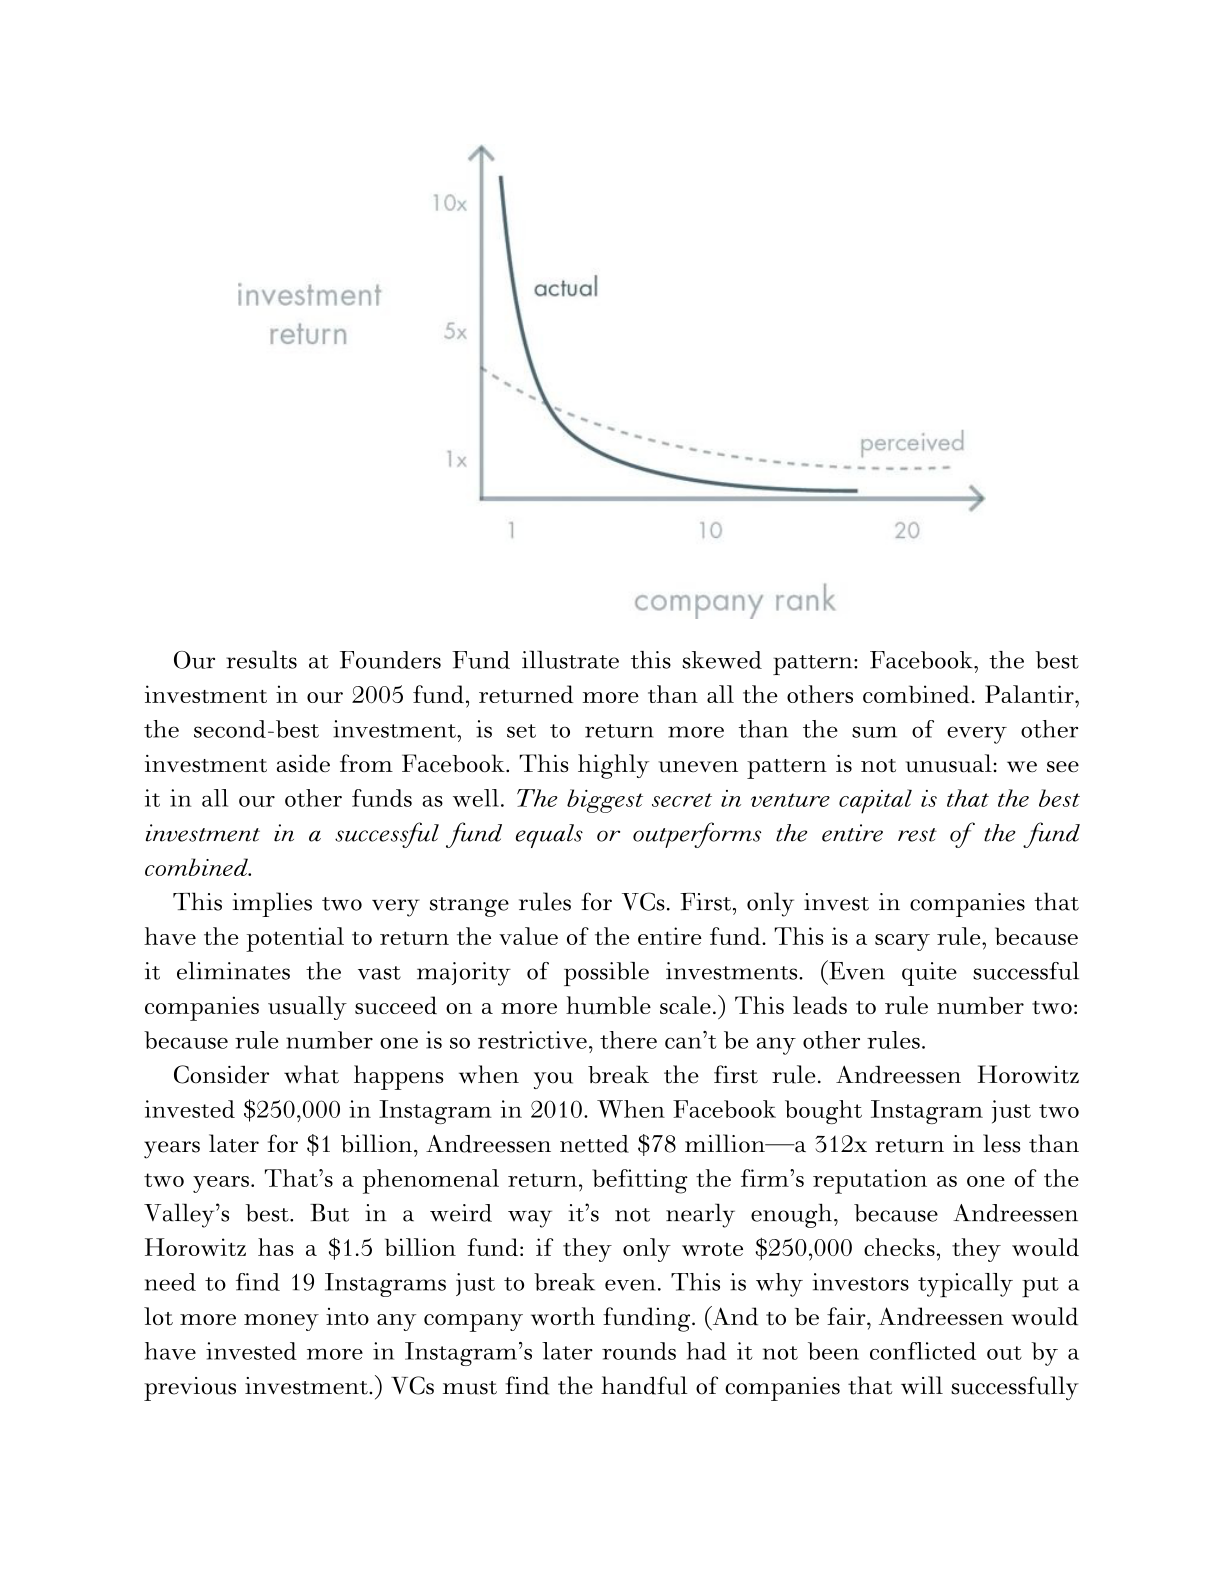 10x
actual
investment
return
5x
perceived
1x
1 10 20
company rank
Our results at Founders Fund illustrate this skewed pattern: Facebook, the best
investment in our 2005 fund, returned more than all the others combined. Palantir,
the second-best investment, is set to return more than the sum of every other
investment aside from Facebook. This highly uneven pattern is not unusual: we see
it in all our other funds as well. The biggest secret in venture capital is that the best
investment in a successful fund equals or outperforms the entire rest of the fund
combined.
This implies two very strange rules for VCs. First, only invest in companies that
have the potential to return the value of the entire fund. This is a scary rule, because
it eliminates the vast majority of possible investments. (Even quite successful
companies usually succeed on a more humble scale.) This leads to rule number two:
because rule number one is so restrictive, there can’t be any other rules.
Consider what happens when you break the first rule. Andreessen Horowitz
invested $250,000 in Instagram in 2010. When Facebook bought Instagram just two
years later for $1 billion, Andreessen netted $78 million—a 312x return in less than
two years. That’s a phenomenal return, befitting the firm’s reputation as one of the
Valley’s best. But in a weird way it’s not nearly enough, because Andreessen
Horowitz has a $1.5 billion fund: if they only wrote $250,000 checks, they would
need to find 19 Instagrams just to break even. This is why investors typically put a
lot more money into any company worth funding. (And to be fair, Andreessen would
have invested more in Instagram’s later rounds had it not been conflicted out by a
previous investment.) VCs must find the handful of companies that will successfully